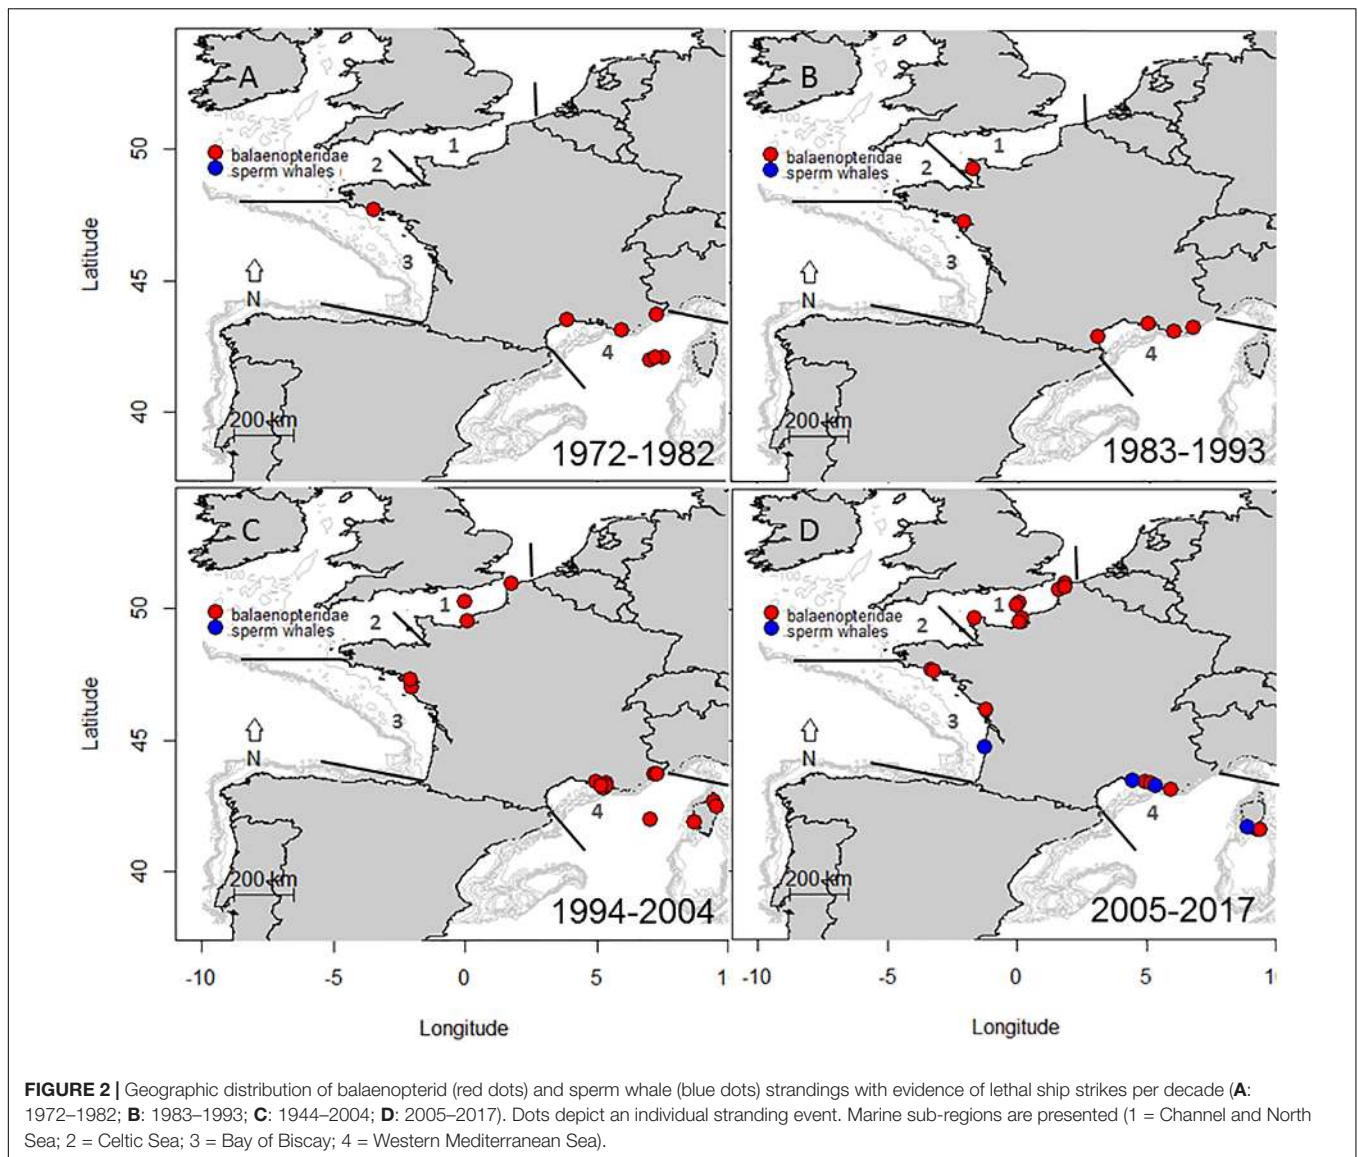 A
50
1
2
balaenopteridae
sperm whales
Latitude
3
45
N
4
40
200 km
1972-1982
B
1
2
balaenopteridae
sperm whales
3
N
4
200 km
1983-1993
C
50
1
2
balaenopteridae
sperm whales
Latitude
3
45
N
4
40
200 km
1994-2004
-10 -5 0 5 1
Longitude
D
1
2
balaenopteridae
sperm whales
3
N
4
200 km
2005-2017
-10 -5 0 5 1
Longitude
FIGURE 2 | Geographic distribution of balaenopterid (red dots) and sperm whale (blue dots) strandings with evidence of lethal ship strikes per decade (A:
1972–1982; B: 1983–1993; C: 1944–2004; D: 2005–2017). Dots depict an individual stranding event. Marine sub-regions are presented (1 = Channel and North
Sea; 2 = Celtic Sea; 3 = Bay of Biscay; 4 = Western Mediterranean Sea).